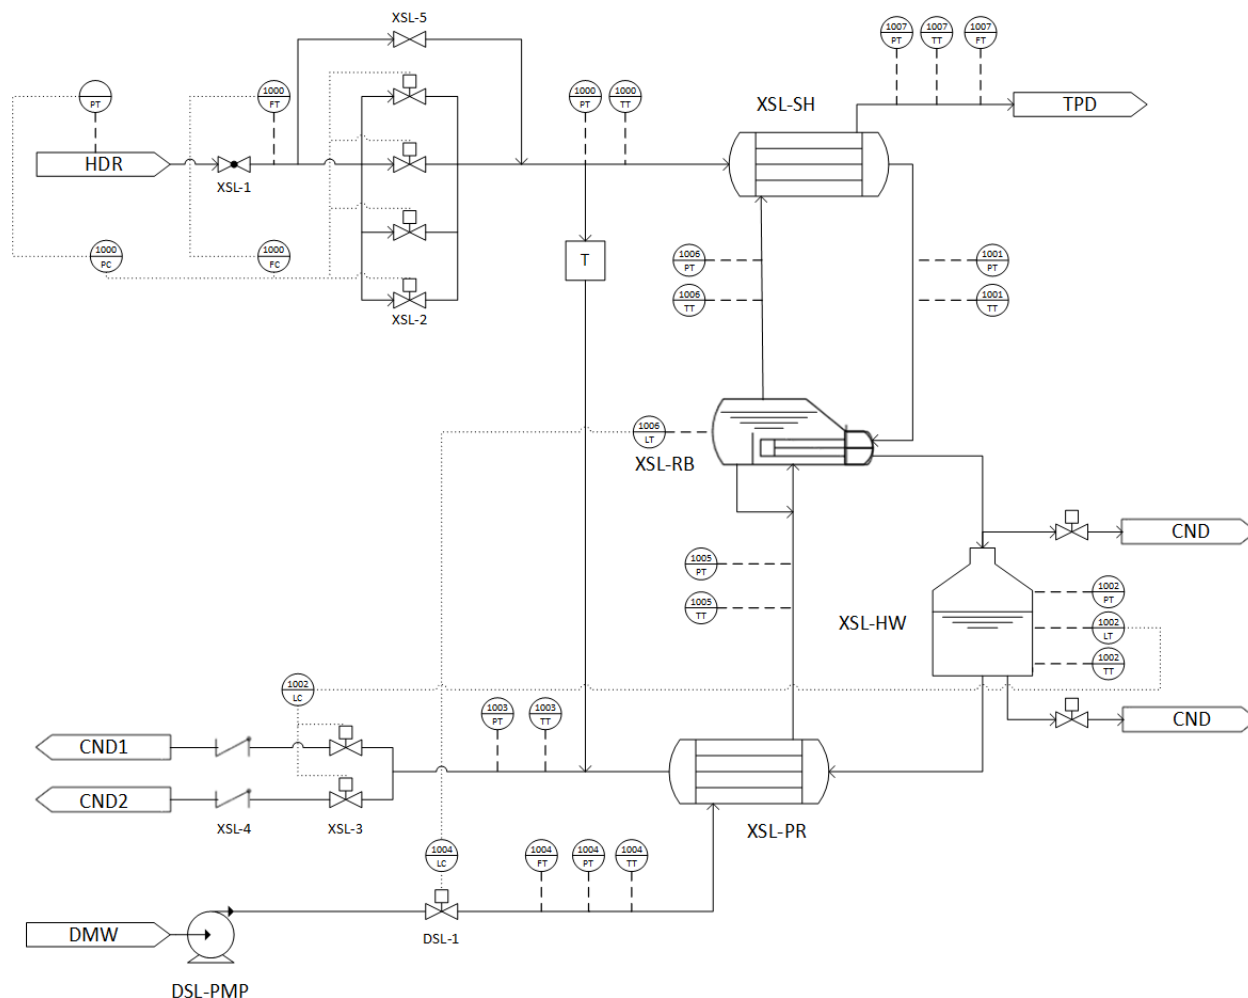 XSL-5
1007
PT
1007
TT
1007
FT
PT
1000
FT
1000
PT
1000
TT
XSL-SH
TPD
HDR
XSL-1
1000
PC
1000
FC
T
1006
PT
1001
PT
1006
TT
1001
TT
XSL-2
1006
LT
XSL-RB
CND
1005
PT
1005
TT
XSL-HW
1002
PT
1002
LT
1002
TT
1002
LC
1003
PT
1003
TT
CND
CND1
CND2
XSL-4
XSL-3
XSL-PR
1004
LC
1004
FT
1004
PT
1004
TT
DMW
DSL-1
DSL-PMP